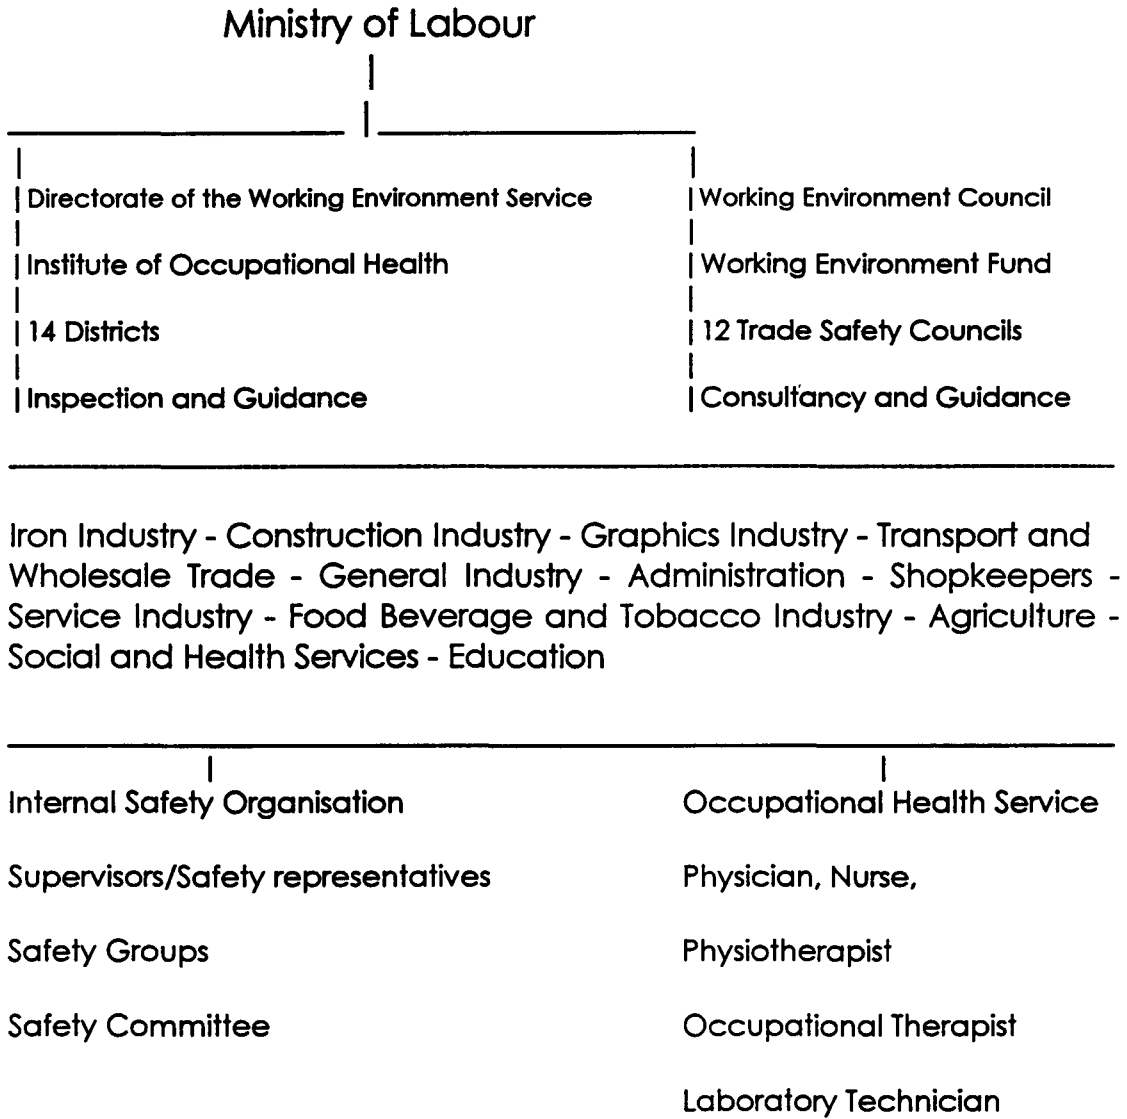 Ministry of Labour
Directorate of the Working Environment Service
Institute of Occupational Health
14 Districts
Inspection and Guidance
Working Environment Council
Working Environment Fund
12 Trade Safety Councils
Consultancy and Guidance
Iron Industry - Construction Industry - Graphics Industry - Transport and
Wholesale Trade - General Industry - Administration - Shopkeepers -
Service Industry - Food Beverage and Tobacco Industry - Agriculture -
Social and Health Services - Education
Internal Safety Organisation
Supervisors/Safety representatives
Safety Groups
Safety Committee
Occupational Health Service
Physician, Nurse,
Physiotherapist
Occupational Therapist
Laboratory Technician